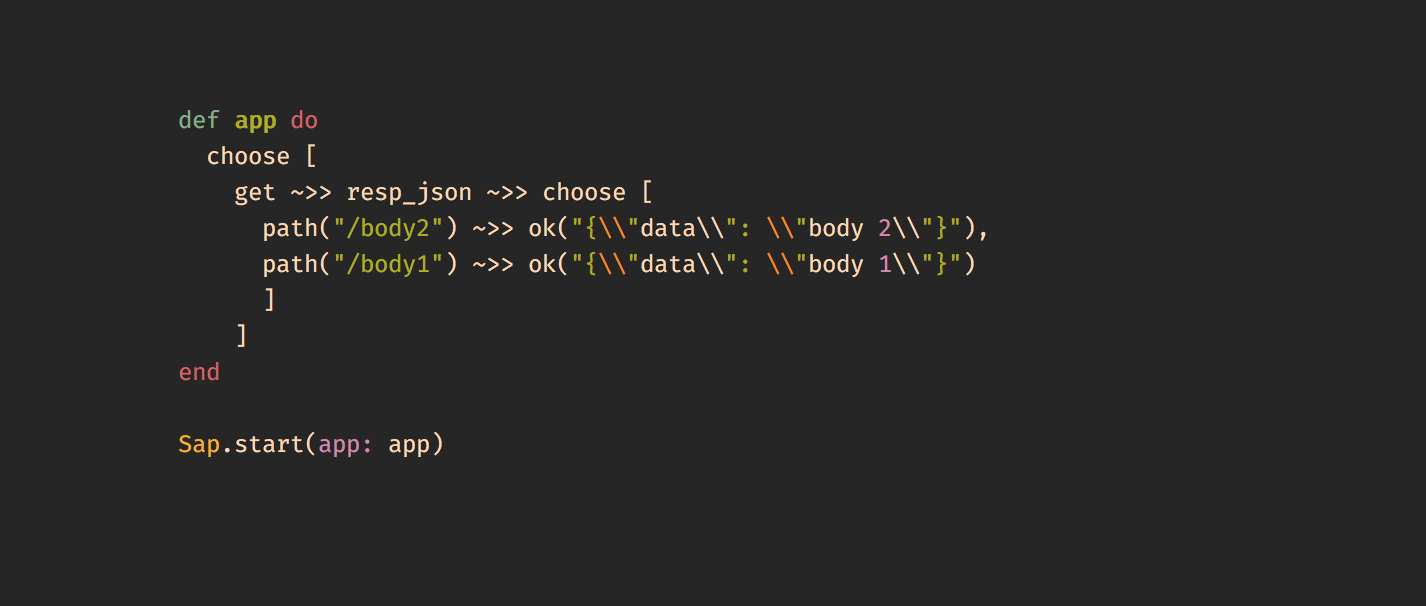 def app do
  choose [
    get ~>> resp_json ~>> choose [
      path("/body2") ~>> ok("{\\"data\\": \\"body 2\\"}"),
      path("/body1") ~>> ok("{\\"data\\": \\"body 1\\"}")
      ]
    ]
end

Sap.start(app: app)